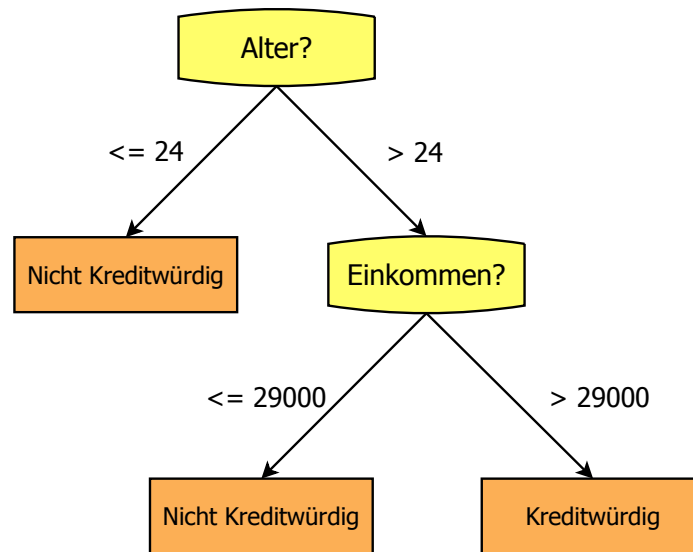 Alter?
<= 24
> 24
Nicht Kreditwürdig
Einkommen?
<= 29000
> 29000
Nicht Kreditwürdig
Kreditwürdig